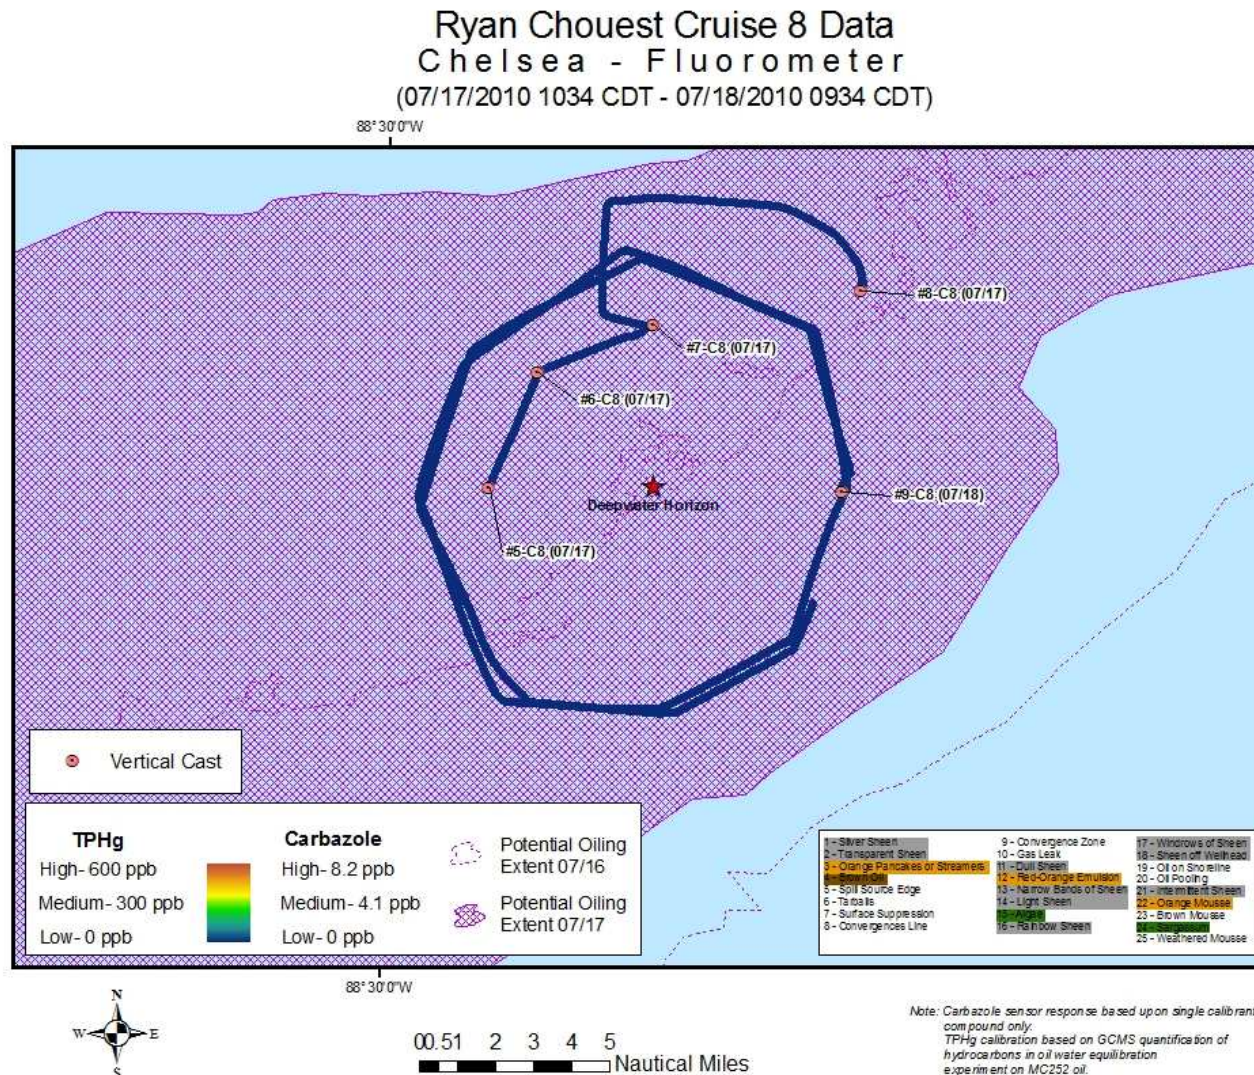 Ryan Chouest Cruise 8 Data
Chelsea - Fluorometer
(07/17/2010 1034 CDT - 07/18/2010 0934 CDT)
88°30'0"W
#8-C8 (07/17)
#7-C8 (07/17)
#6-C8 (07/17)
#9-C8 (07/18)
Deepwater Horizon
#5-C8 (07/17)
Vertical Cast
TPHg
High- 600 ppb
Medium- 300 ppb
Low- 0 ppb
Carbazole
High- 8.2 ppb
Medium- 4.1 ppb
Low- 0 ppb
Potential Oiling
Extent 07/16
Potential Oiling
Extent 07/17
1 - Silver Sheen
2 - Transparent Sheen
3 - Orange Pancakes or Streamers
4 - Brown Oil
5 - Spill Source Edge
6 - Tarballs
7 - Surface Suppression
8 - Convergences Line
9 - Convergence Zone
10 - Gas Leak
11 - Dull Sheen
12 - Red-Orange Emulsion
13 - Narrow Bands of Sheen
14 - Light Sheen
15 - Algae
16 - Rainbow Sheen
17 - Windrows of Sheen
18 - Sheen off Wellhead
19 - Oil on Shoreline
20 - Oil Pooling
21 - Intermittent Sheen
22 - Orange Mousse
23 - Brown Mousse
24 - Sargassum
25 - Weathered Mousse
88°30'0"W
N
W E
S
00.51 2 3 4 5
Nautical Miles
Note: Carbazole sensor response based upon single calibrant
compound only.
TPHg calibration based on GCMS quantification of
hydrocarbons in oil water equilibration
experiment on MC252 oil.